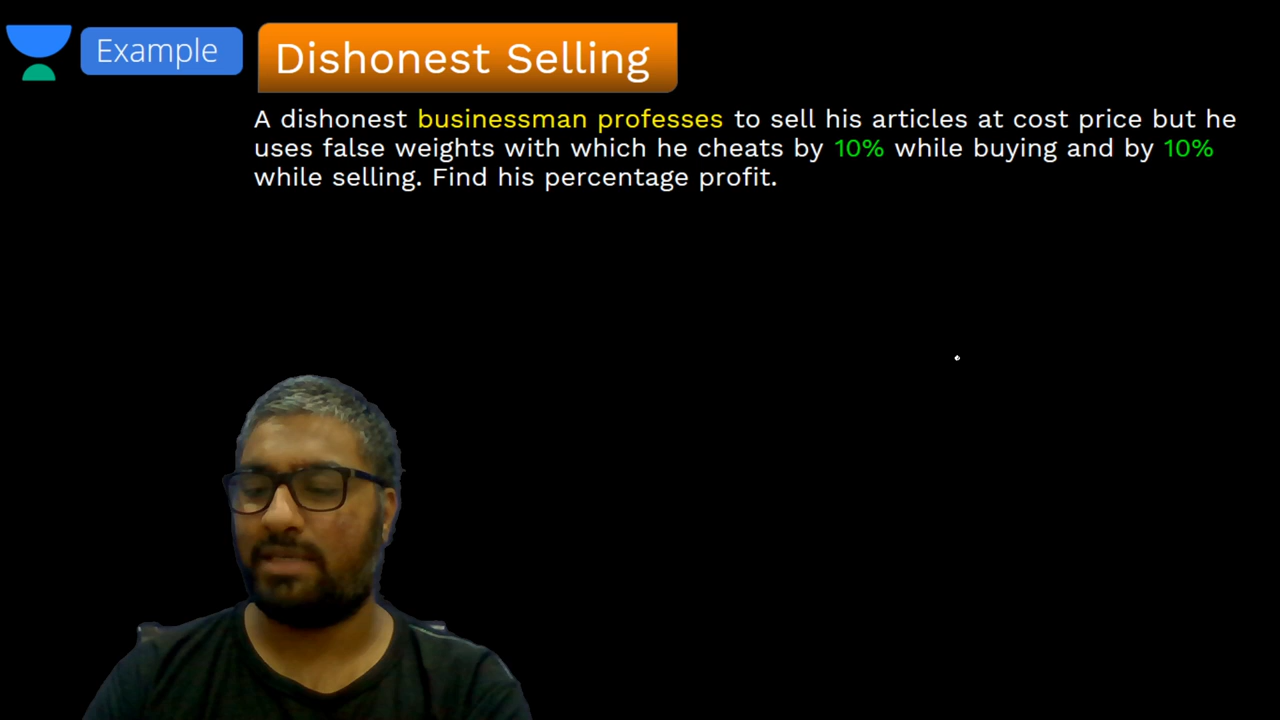 Example
Dishonest Selling
A dishonest businessman professes to sell his articles at cost price but he
uses false weights with which he cheats by 10% while buying and by 10%
while selling. Find his percentage profit.